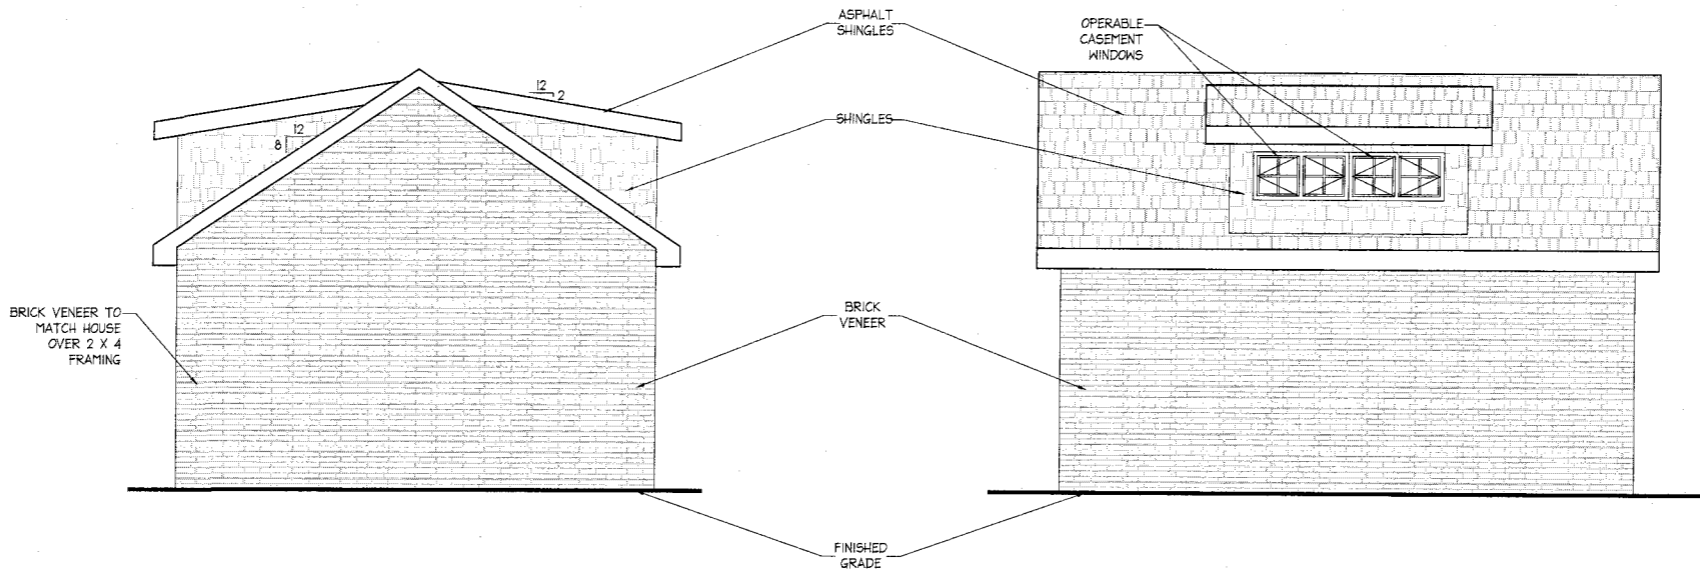 ASPHALT
SHINGLES
OPERABLE
CASEMENT
WINDOWS
12
2
12
8
SHINGLES
BRICK VENEER TO
MATCH HOUSE
OVER 2 X 4
FRAMING
BRICK
VENEER
FINISHED
GRADE